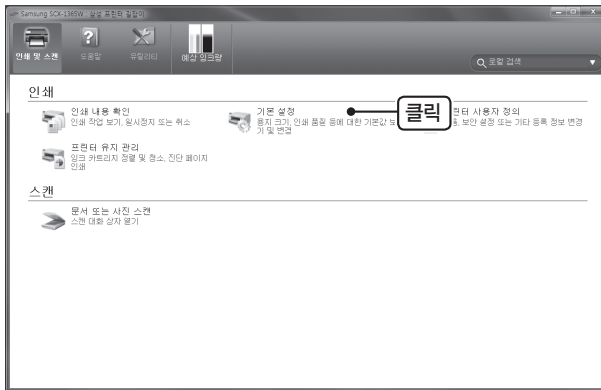 Samsung SCX-1365W : 삼성 프린터 길잡이
인쇄 및 스캔
도움말
유틸리티
예상 잉크량
로컬 검색
인쇄
인쇄 내용 확인
인쇄 작업 보기, 일시정지 또는 취소
기본 설정
용지 크기, 인쇄 품질 등에 대한 기본값 보
기 및 변경
클릭
린터 사용자 정의
보안 설정 또는 기타 등록 정보 변경
프린터 유지 관리
잉크 카트리지 정렬 및 청소, 진단 페이지
인쇄
스캔
문서 또는 사진 스캔
스캔 대화 상자 열기